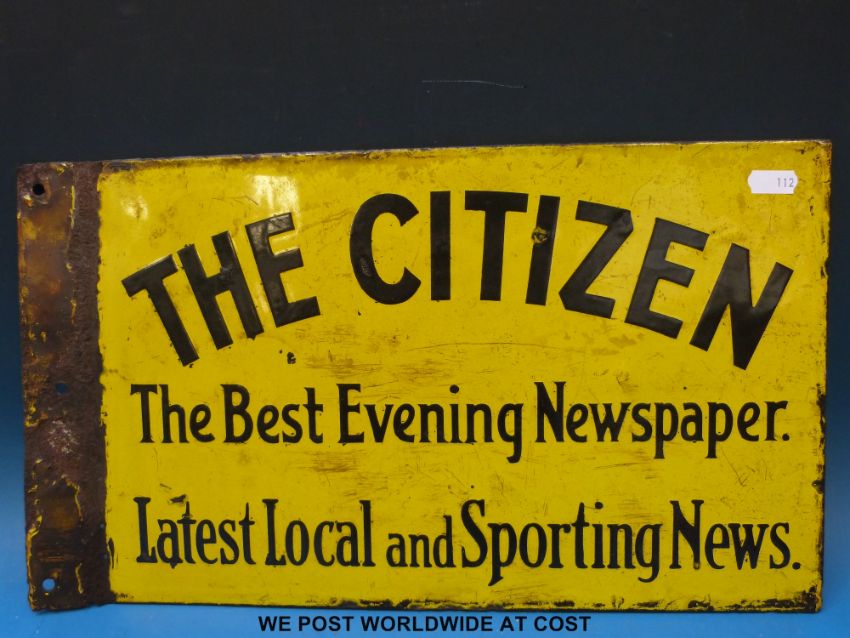 112
THE CITIZEN
The Best Evening Newspaper.
Latest Local and Sporting News.
WE POST WORLDWIDE AT COST